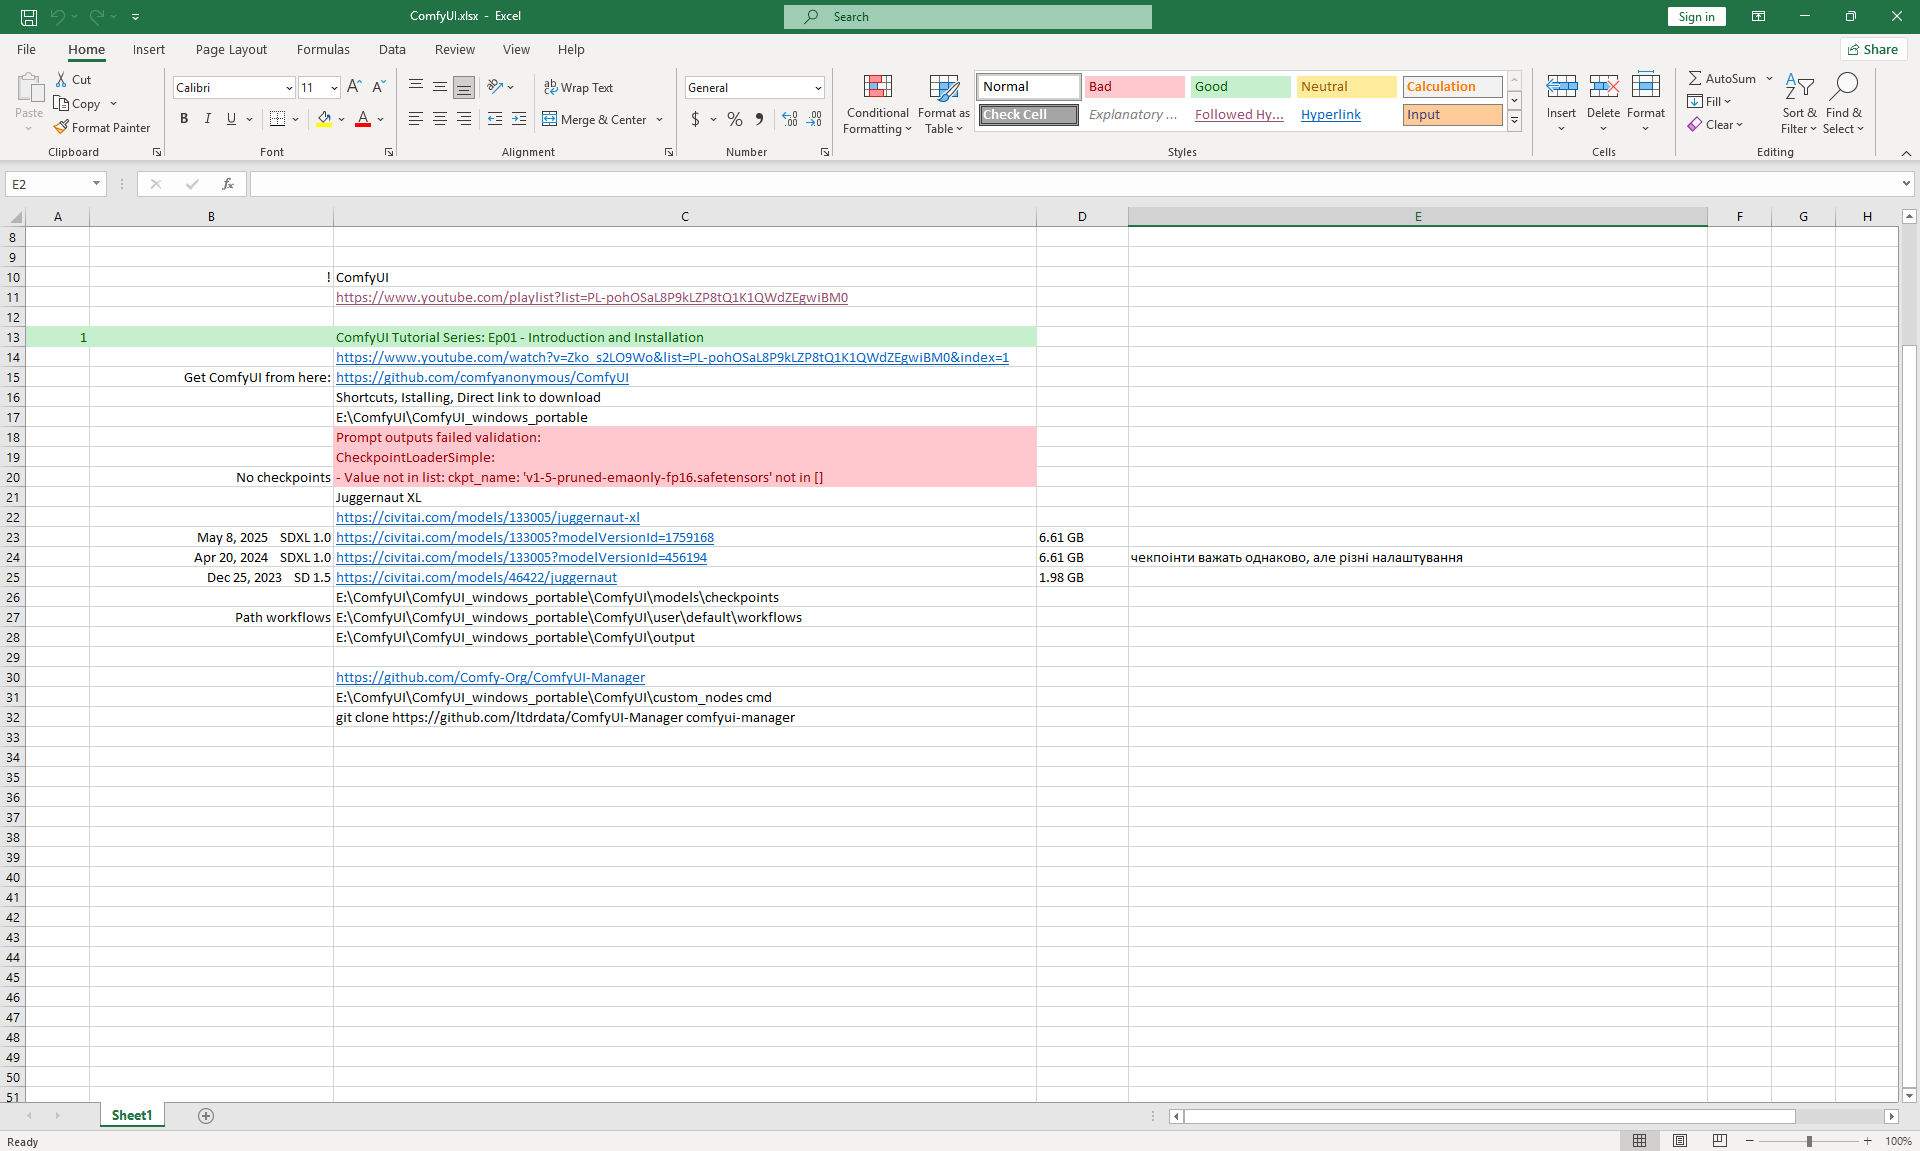 ComfyUI.xlsx - Excel
Search
Sign in
File Home Insert Page Layout Formulas Data Review View Help
Share
Paste
Cut
Copy
Format Painter
Clipboard
Calibri 11
B I U
Font
Wrap Text
Merge & Center
Alignment
General
$ % 9
Number
Conditional Formatting
Format as Table
Normal Bad Good Neutral Calculation
Check Cell Explanatory ... Followed Hy... Hyperlink Input
Styles
Insert Delete Format
Cells
AutoSum
Fill
Clear
Sort & Filter
Find & Select
Editing
E2
fx
A B C D E F G H
8
9
10 ! ComfyUI
11 https://www.youtube.com/playlist?list=PL-pohOSaL8P9kLZP8tQ1K1QWdZEgwiBM0
12
13 1 ComfyUI Tutorial Series: Ep01 - Introduction and Installation
14 https://www.youtube.com/watch?v=Zko_s2LO9Wo&list=PL-pohOSaL8P9kLZP8tQ1K1QWdZEgwiBM0&index=1
15 Get ComfyUI from here: https://github.com/comfyanonymous/ComfyUI
16 Shortcuts, Istalling, Direct link to download
17 E:\ComfyUI\ComfyUI_windows_portable
18 Prompt outputs failed validation:
19 CheckpointLoaderSimple:
20 No checkpoints - Value not in list: ckpt_name: 'v1-5-pruned-emaonly-fp16.safetensors' not in []
21 Juggernaut XL
22 https://civitai.com/models/133005/juggernaut-xl
23 May 8, 2025 SDXL 1.0 https://civitai.com/models/133005?modelVersionId=1759168 6.61 GB
24 Apr 20, 2024 SDXL 1.0 https://civitai.com/models/133005?modelVersionId=456194 6.61 GB чекпоінти важать однаково, але різні налаштування
25 Dec 25, 2023 SD 1.5 https://civitai.com/models/46422/juggernaut 1.98 GB
26 E:\ComfyUI\ComfyUI_windows_portable\ComfyUI\models\checkpoints
27 Path workflows E:\ComfyUI\ComfyUI_windows_portable\ComfyUI\user\default\workflows
28 E:\ComfyUI\ComfyUI_windows_portable\ComfyUI\output
29
30 https://github.com/Comfy-Org/ComfyUI-Manager
31 E:\ComfyUI\ComfyUI_windows_portable\ComfyUI\custom_nodes cmd
32 git clone https://github.com/ltdrdata/ComfyUI-Manager comfyui-manager
33
34
35
36
37
38
39
40
41
42
43
44
45
46
47
48
49
50
51
Sheet1
Ready
100%